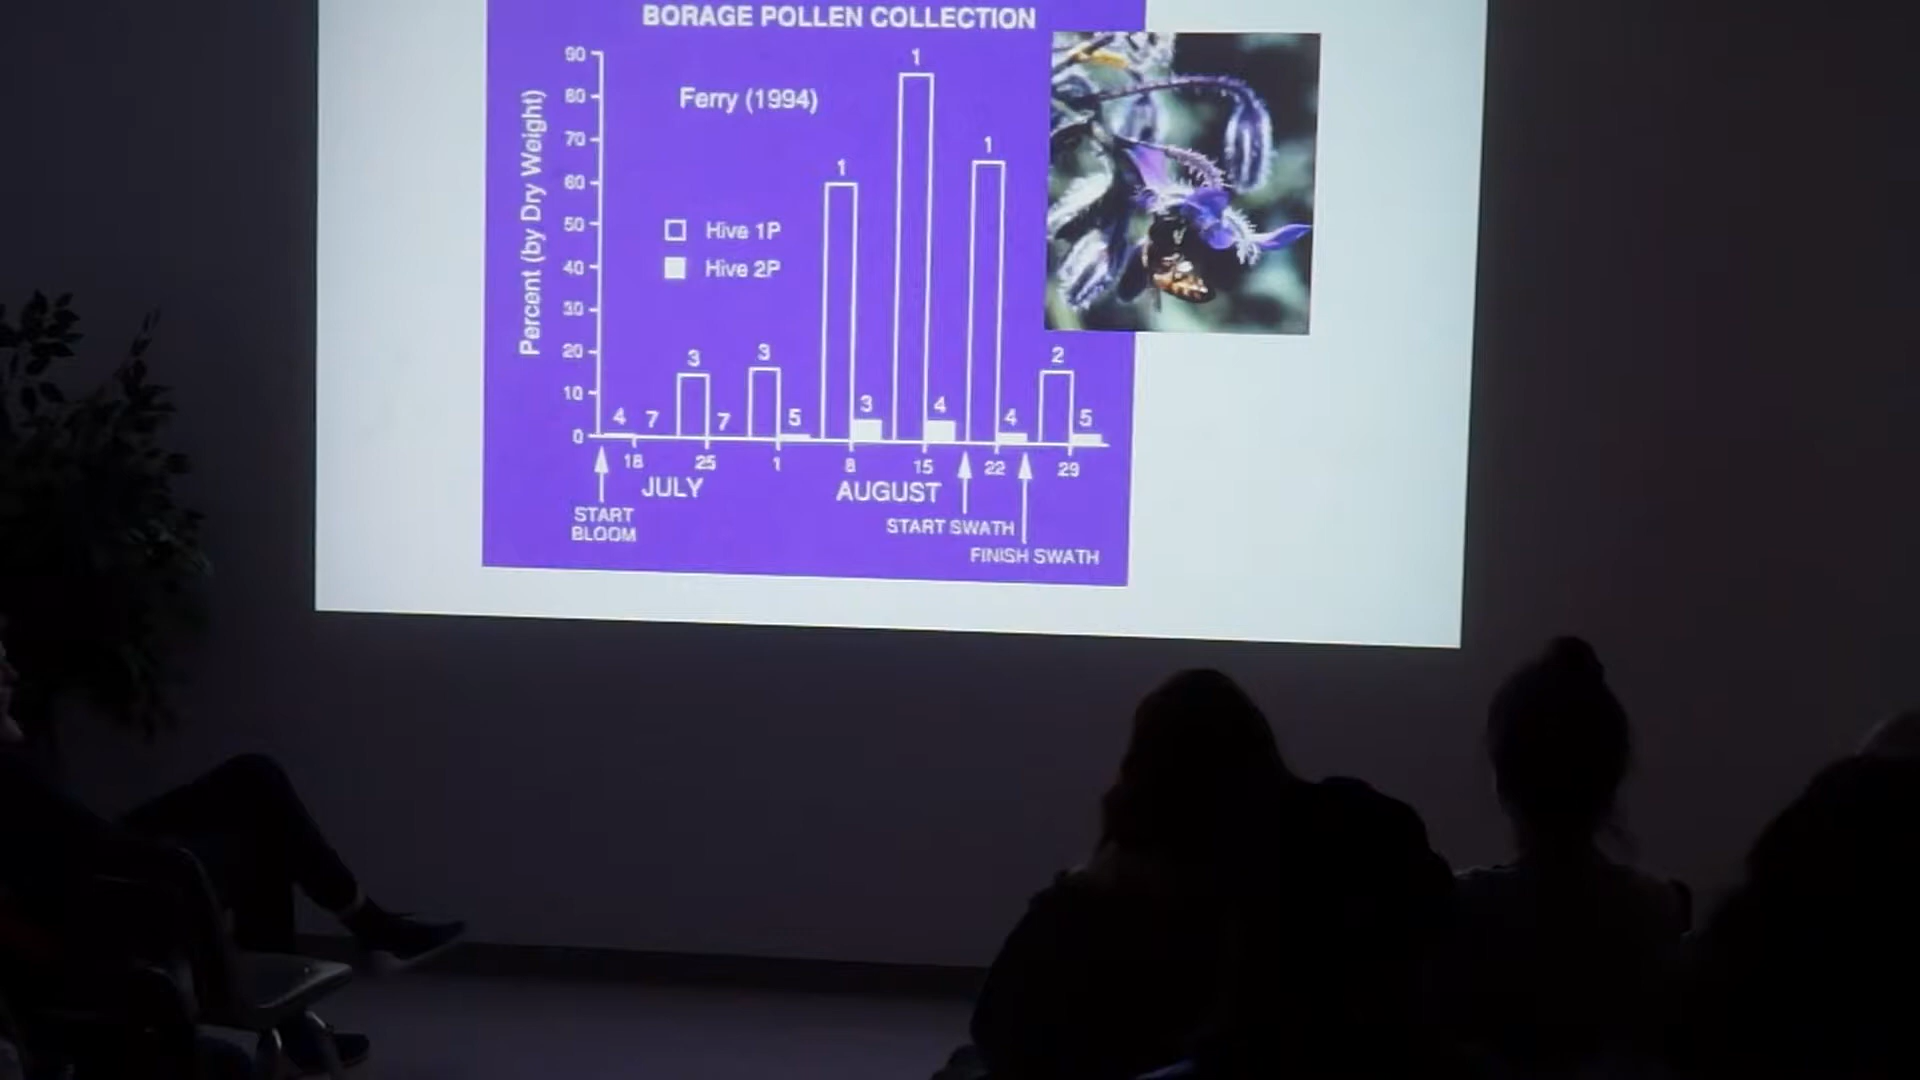 BORAGE POLLEN COLLECTION
Ferry (1994)
Percent (by Dry Weight)
90
80
70
60
50
40
30
20
10
0
Hive 1P
Hive 2P
4 7 3 7 3 5 1 3 1 4 1 4 2 5
18 25 1 8 15 22 29
JULY AUGUST
START
BLOOM
START SWATH
FINISH SWATH